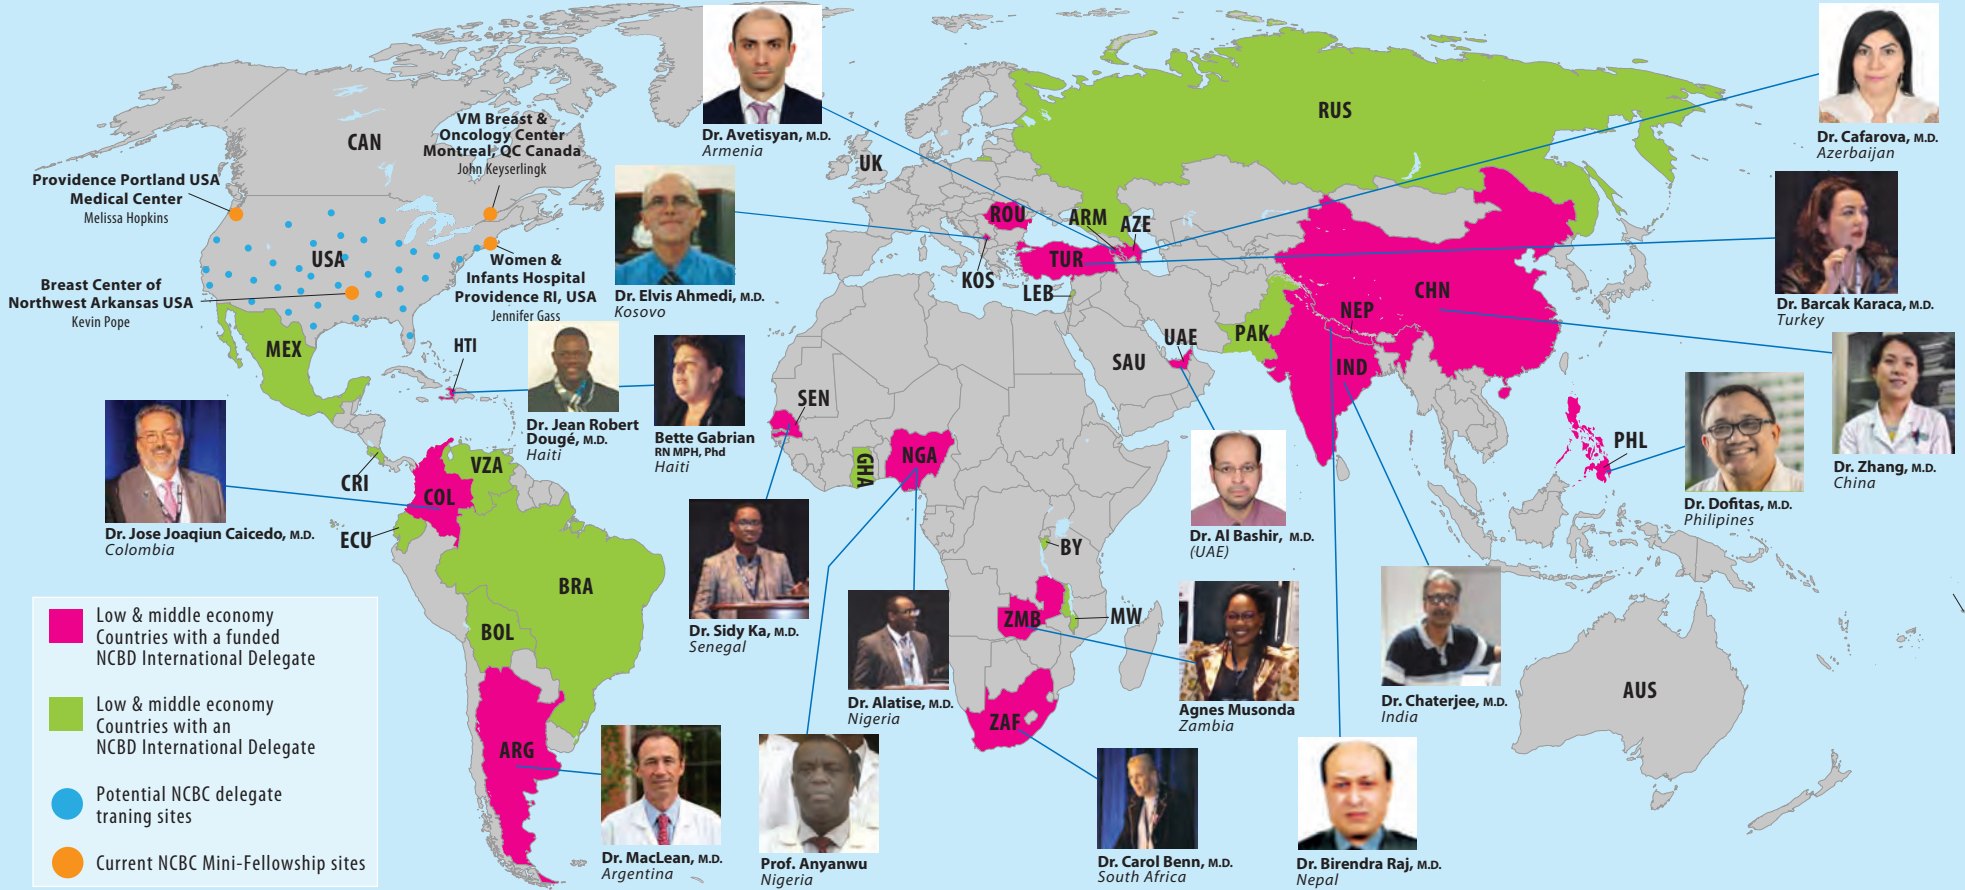 Dr. Avetisyan, M.D.
Armenia
Dr. Cafarova, M.D.
Azerbaijan
RUS
CAN
VM Breast &
Oncology Center
Montreal, QC Canada
John Keyserlingk
UK
Providence Portland USA
Medical Center
Melissa Hopkins
Dr. Elvis Ahmedi, M.D.
Kosovo
ROU
ARM
AZE
TUR
KOS
LEB
Dr. Barcak Karaca, M.D.
Turkey
USA
Women &
Infants Hospital
Providence RI, USA
Jennifer Gass
Breast Center of
Northwest Arkansas USA
Kevin Pope
CHN
NEP
PAK
IND
UAE
SAU
MEX
HTI
Dr. Jean Robert
Dougé, M.D.
Haiti
Bette Gabrian
RN MPH, Phd
Haiti
SEN
NGA
GHA
PHL
Dr. Zhang, M.D.
China
Dr. Dofitas, M.D.
Philipines
Dr. Al Bashir, M.D.
(UAE)
CRI
VZA
COL
ECU
Dr. Jose Joaqiun Caicedo, M.D.
Colombia
BRA
BOL
BY
ZMB
MW
Dr. Sidy Ka, M.D.
Senegal
Dr. Alatise, M.D.
Nigeria
Agnes Musonda
Zambia
Dr. Chaterjee, M.D.
India
AUS
ZAF
ARG
Dr. MacLean, M.D.
Argentina
Prof. Anyanwu
Nigeria
Dr. Carol Benn, M.D.
South Africa
Dr. Birendra Raj, M.D.
Nepal
Low & middle economy
Countries with a funded
NCBD International Delegate
Low & middle economy
Countries with an
NCBD International Delegate
Potential NCBC delegate
traning sites
Current NCBC Mini-Fellowship sites